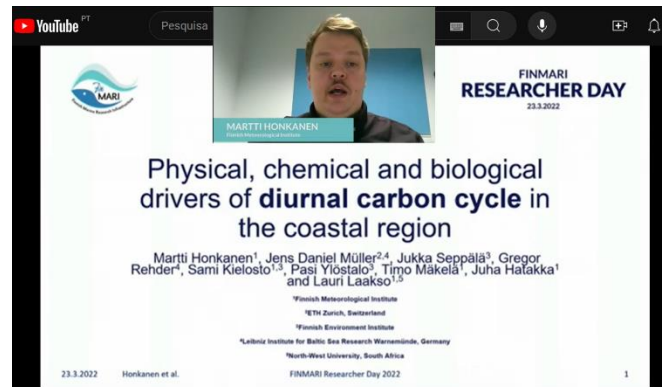 YouTube PT
Pesquisa
MARI
FINMARI
RESEARCHER DAY
23.3.2022
MARTTI HONKANEN
Finnish Meteorological Institute
Physical, chemical and biological
drivers of diurnal carbon cycle in
the coastal region
Martti Honkanen¹, Jens Daniel Müller²,⁴, Jukka Seppälä³, Gregor
Rehder⁴, Sami Kielosto¹,³, Pasi Ylöstalo³, Timo Mäkelä¹, Juha Hatakka¹
and Lauri Laakso¹,⁵
¹Finnish Meteorological Institute
²ETH Zurich, Switzerland
³Finnish Environment Institute
⁴Leibniz Institute for Baltic Sea Research Warnemünde, Germany
⁵North-West University, South Africa
23.3.2022 Honkanen et al. FINMARI Researcher Day 2022 1